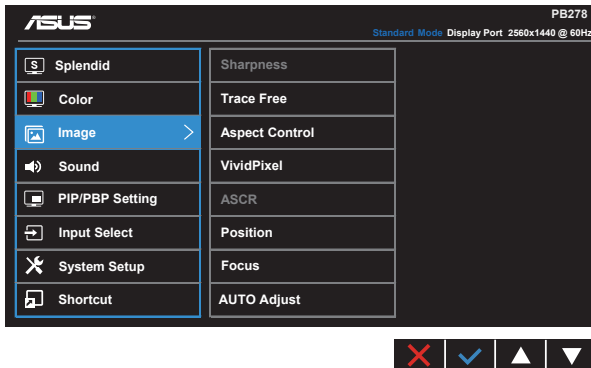 ASUS
PB278
Standard Mode Display Port 2560x1440 @ 60Hz
S Splendid
Color
Image
Sound
PIP/PBP Setting
Input Select
System Setup
Shortcut
Sharpness
Trace Free
Aspect Control
VividPixel
ASCR
Position
Focus
AUTO Adjust